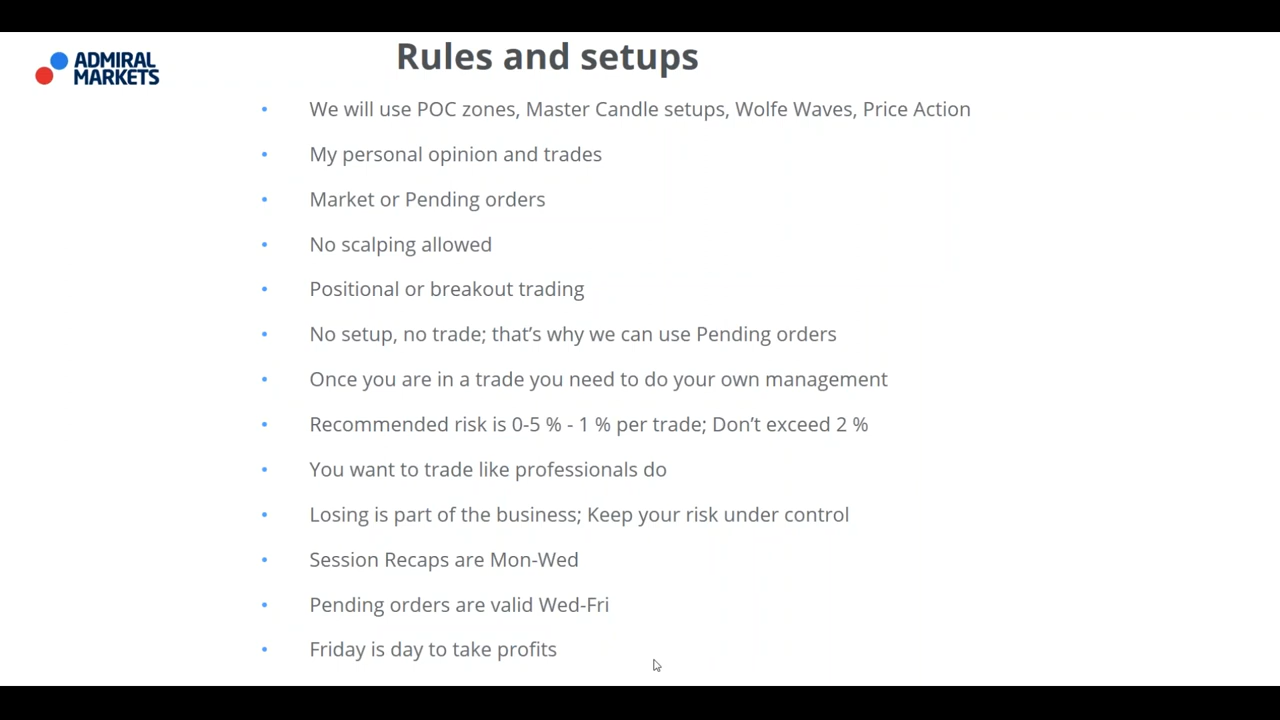 ADMIRAL
MARKETS
Rules and setups
• We will use POC zones, Master Candle setups, Wolfe Waves, Price Action
• My personal opinion and trades
• Market or Pending orders
• No scalping allowed
• Positional or breakout trading
• No setup, no trade; that’s why we can use Pending orders
• Once you are in a trade you need to do your own management
• Recommended risk is 0-5 % - 1 % per trade; Don’t exceed 2 %
• You want to trade like professionals do
• Losing is part of the business; Keep your risk under control
• Session Recaps are Mon-Wed
• Pending orders are valid Wed-Fri
• Friday is day to take profits